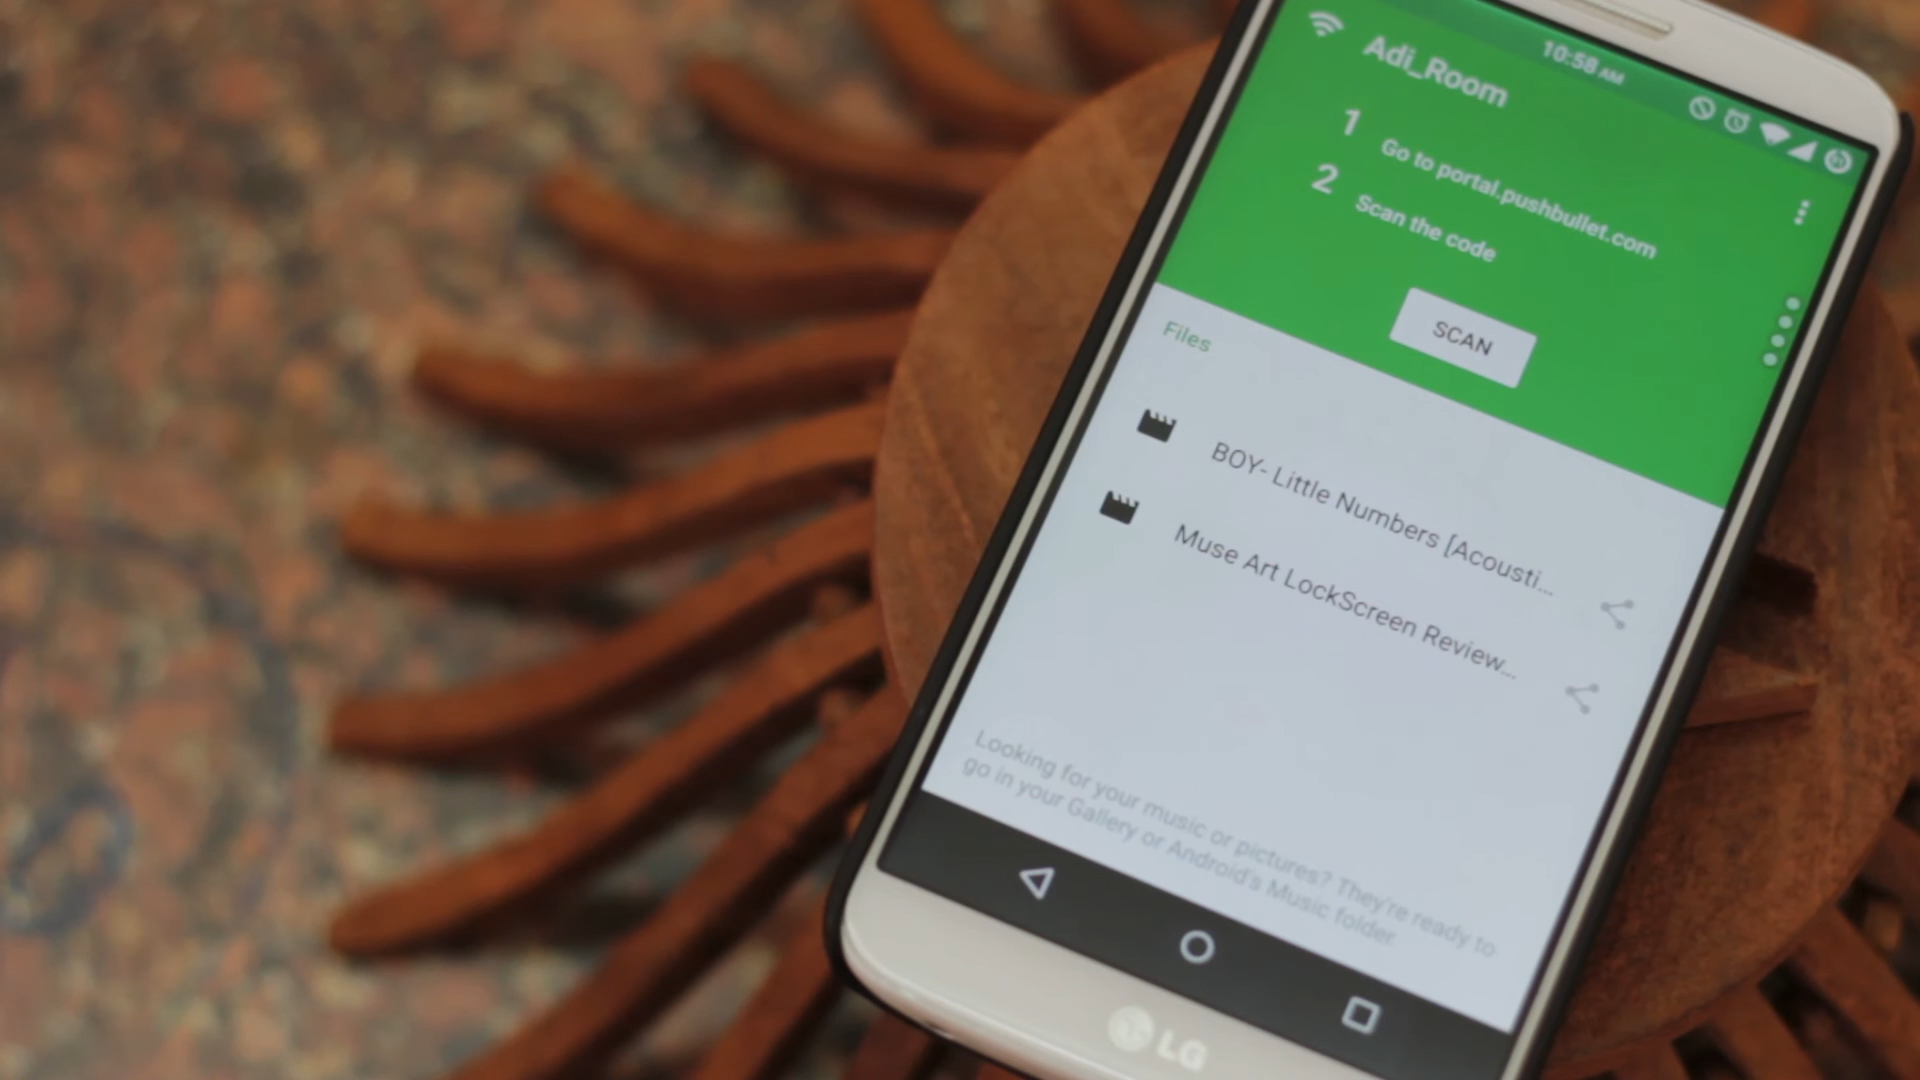 10:58 AM
Adi_Room
1 Go to portal.pushbullet.com
2 Scan the code
SCAN
Files
BOY- Little Numbers [Acousti...
Muse Art LockScreen Review...
Looking for your music or pictures? They're ready to
go in your Gallery or Android's Music folder.
LG